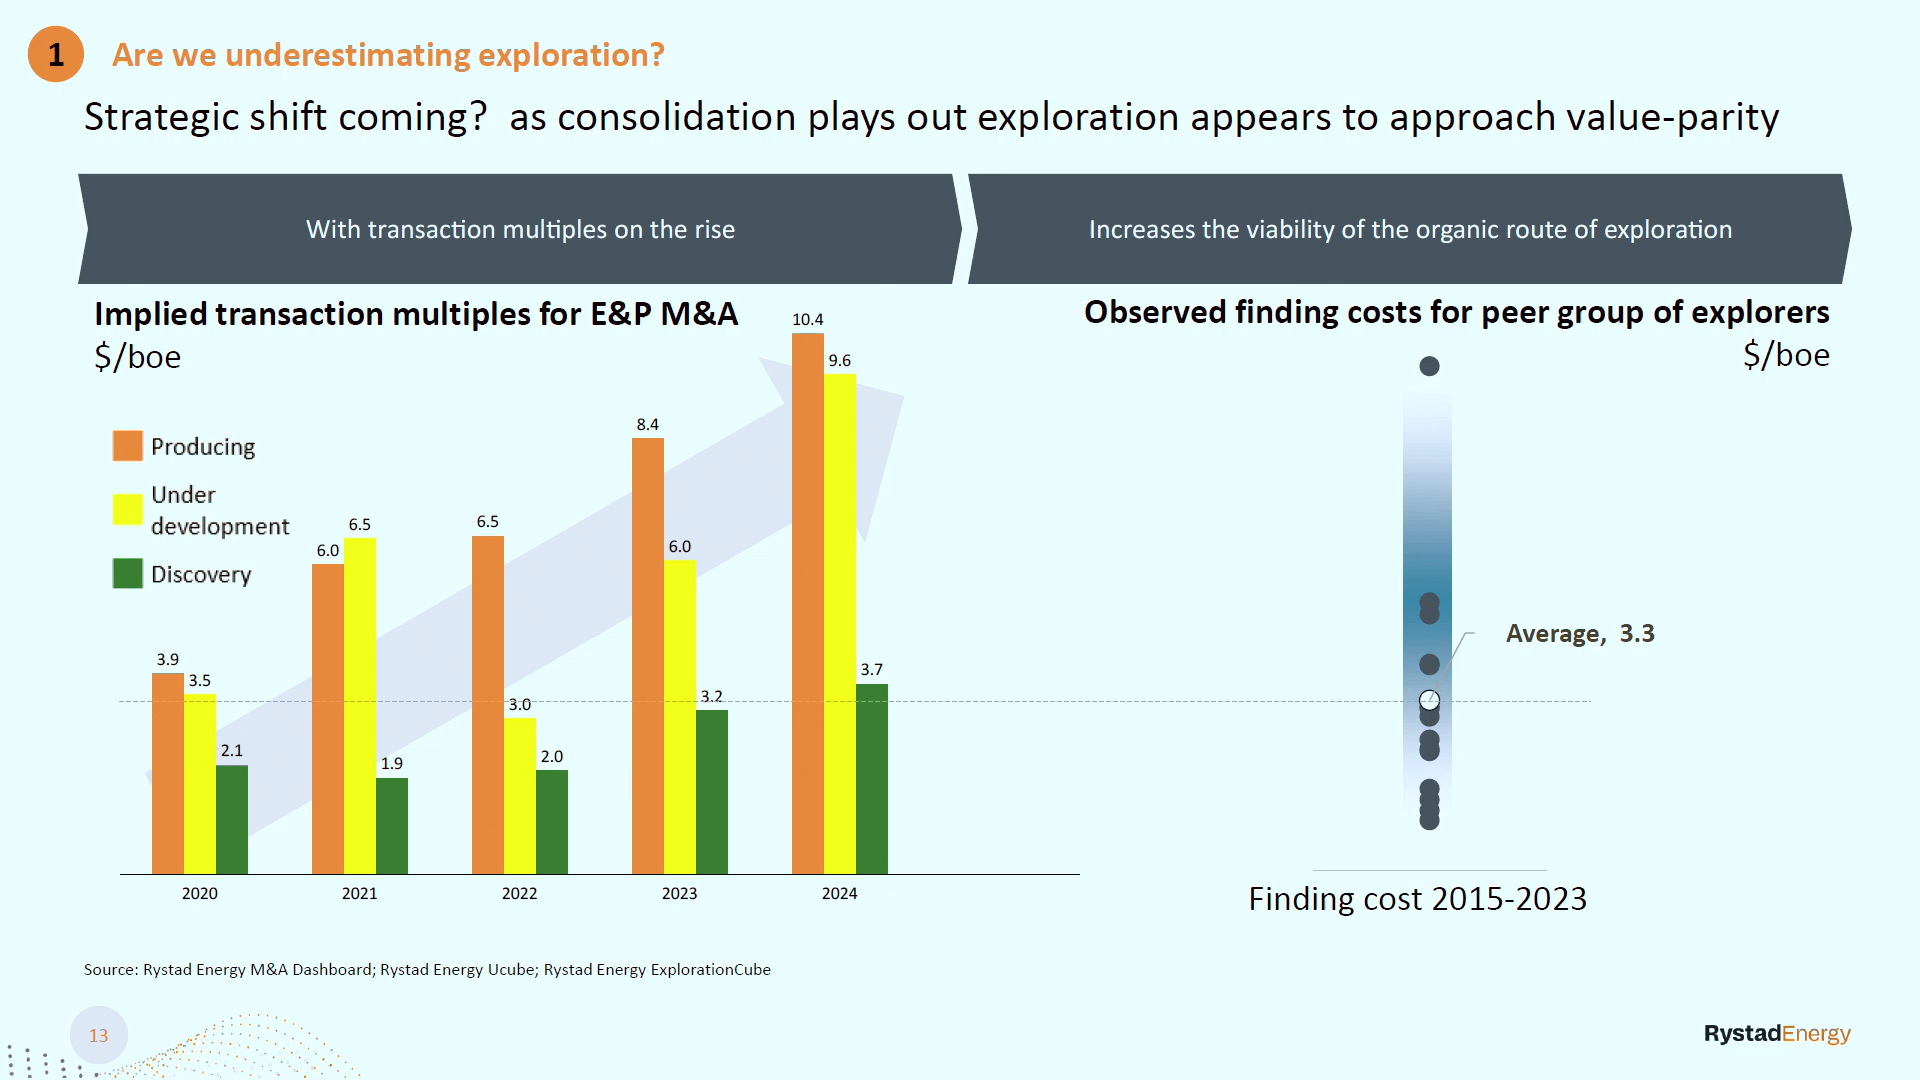 1
Are we underestimating exploration?
Strategic shift coming?  as consolidation plays out exploration appears to approach value-parity
With transaction multiples on the rise
Increases the viability of the organic route of exploration
Implied transaction multiples for E&P M&A
$/boe
Producing
Under
development
Discovery
3.9
3.5
2.1
6.0
6.5
1.9
6.5
3.0
2.0
8.4
6.0
3.2
10.4
9.6
3.7
2020
2021
2022
2023
2024
Observed finding costs for peer group of explorers
$/boe
Average,  3.3
Finding cost 2015-2023
Source: Rystad Energy M&A Dashboard; Rystad Energy Ucube; Rystad Energy ExplorationCube
13
RystadEnergy